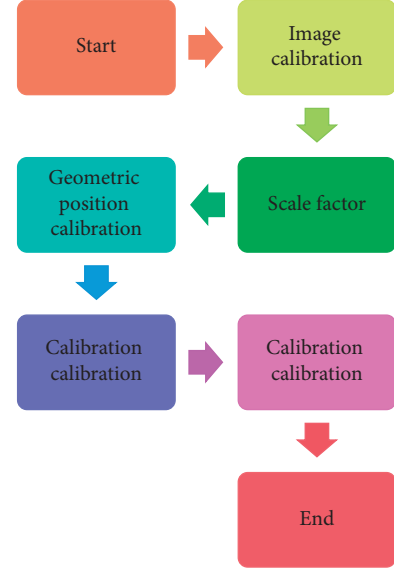 Start
Image
calibration
Scale factor
Geometric
position
calibration
Calibration
calibration
Calibration
calibration
End